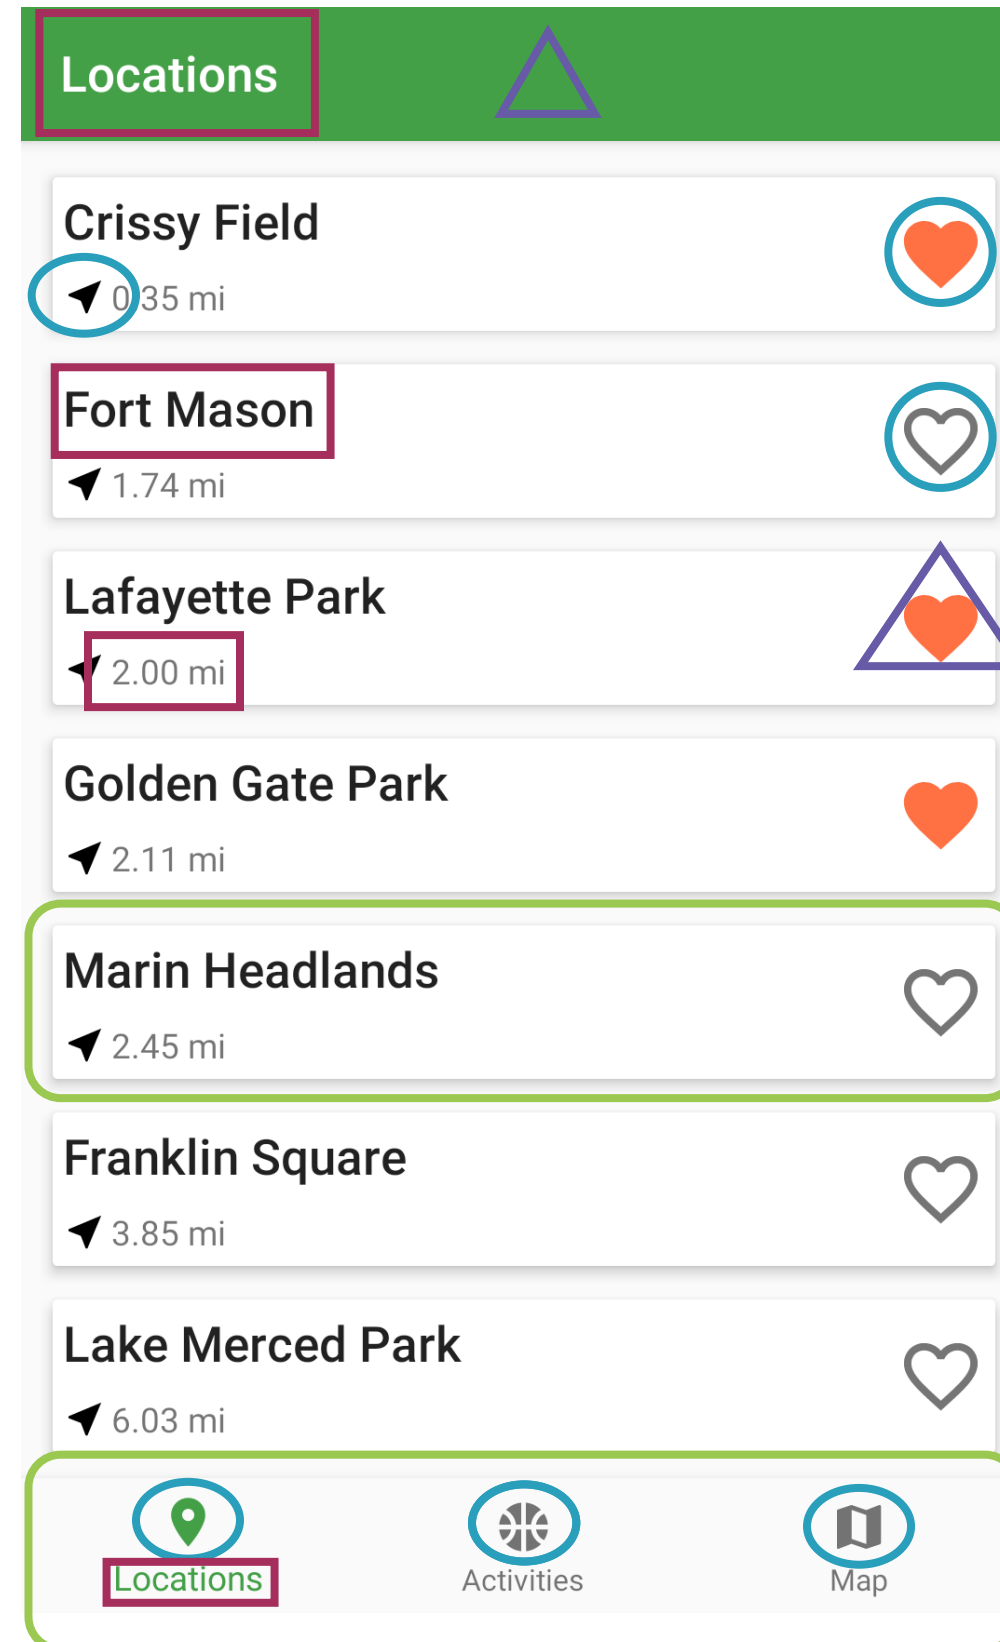 Locations
Crissy Field
0.35 mi
Fort Mason
1.74 mi
Lafayette Park
2.00 mi
Golden Gate Park
2.11 mi
Marin Headlands
2.45 mi
Franklin Square
3.85 mi
Lake Merced Park
6.03 mi
Locations Activities Map